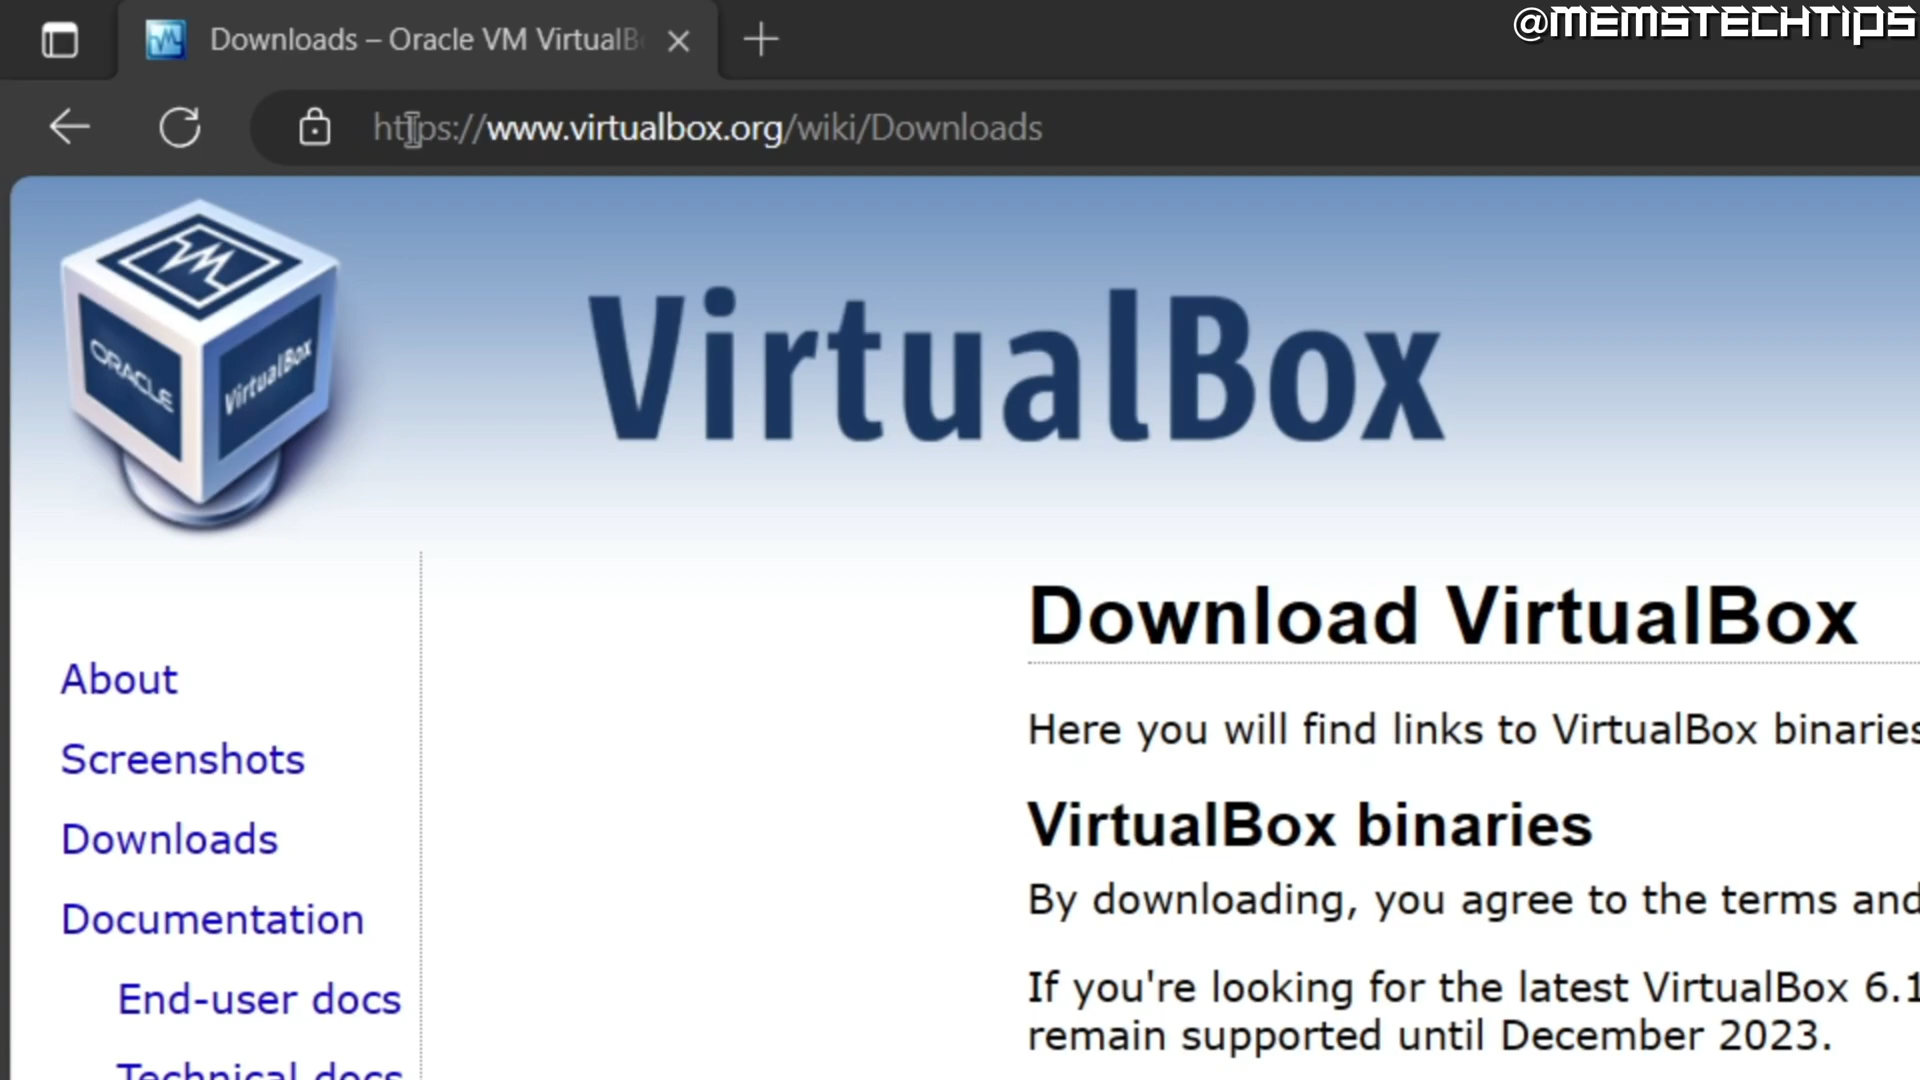 @MEMSTECHTIPS
Downloads – Oracle VM VirtualB
https://www.virtualbox.org/wiki/Downloads
ORACLE
VirtualBox
VirtualBox
Download VirtualBox
About
Here you will find links to VirtualBox binaries
Screenshots
VirtualBox binaries
Downloads
By downloading, you agree to the terms and
Documentation
If you're looking for the latest VirtualBox 6.1
End-user docs
remain supported until December 2023.
Technical docs